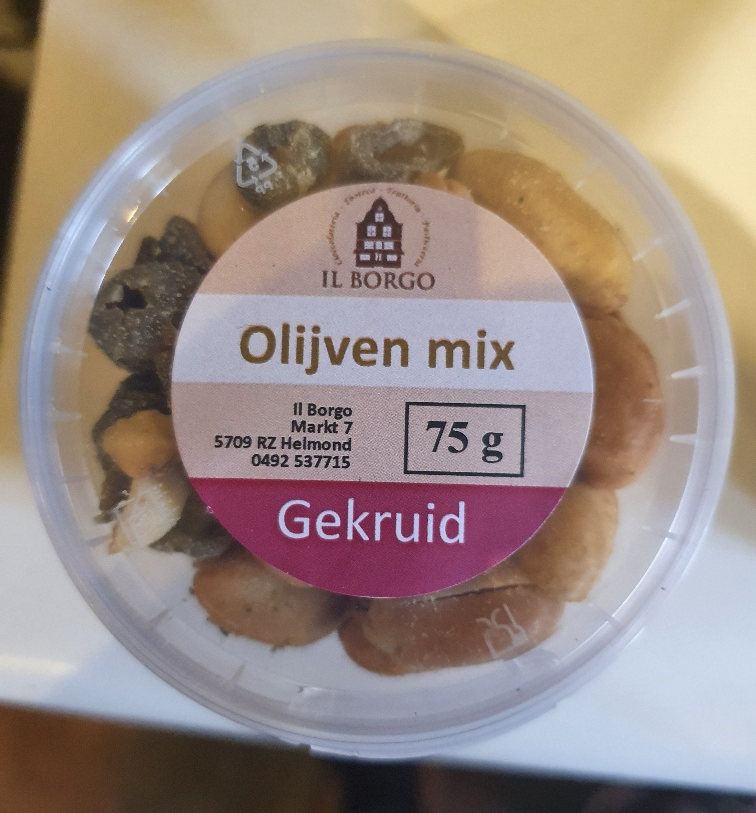 IL BORGO
Olijven mix
Il Borgo
Markt 7
5709 RZ Helmond
0492 537715
75 g
Gekruid